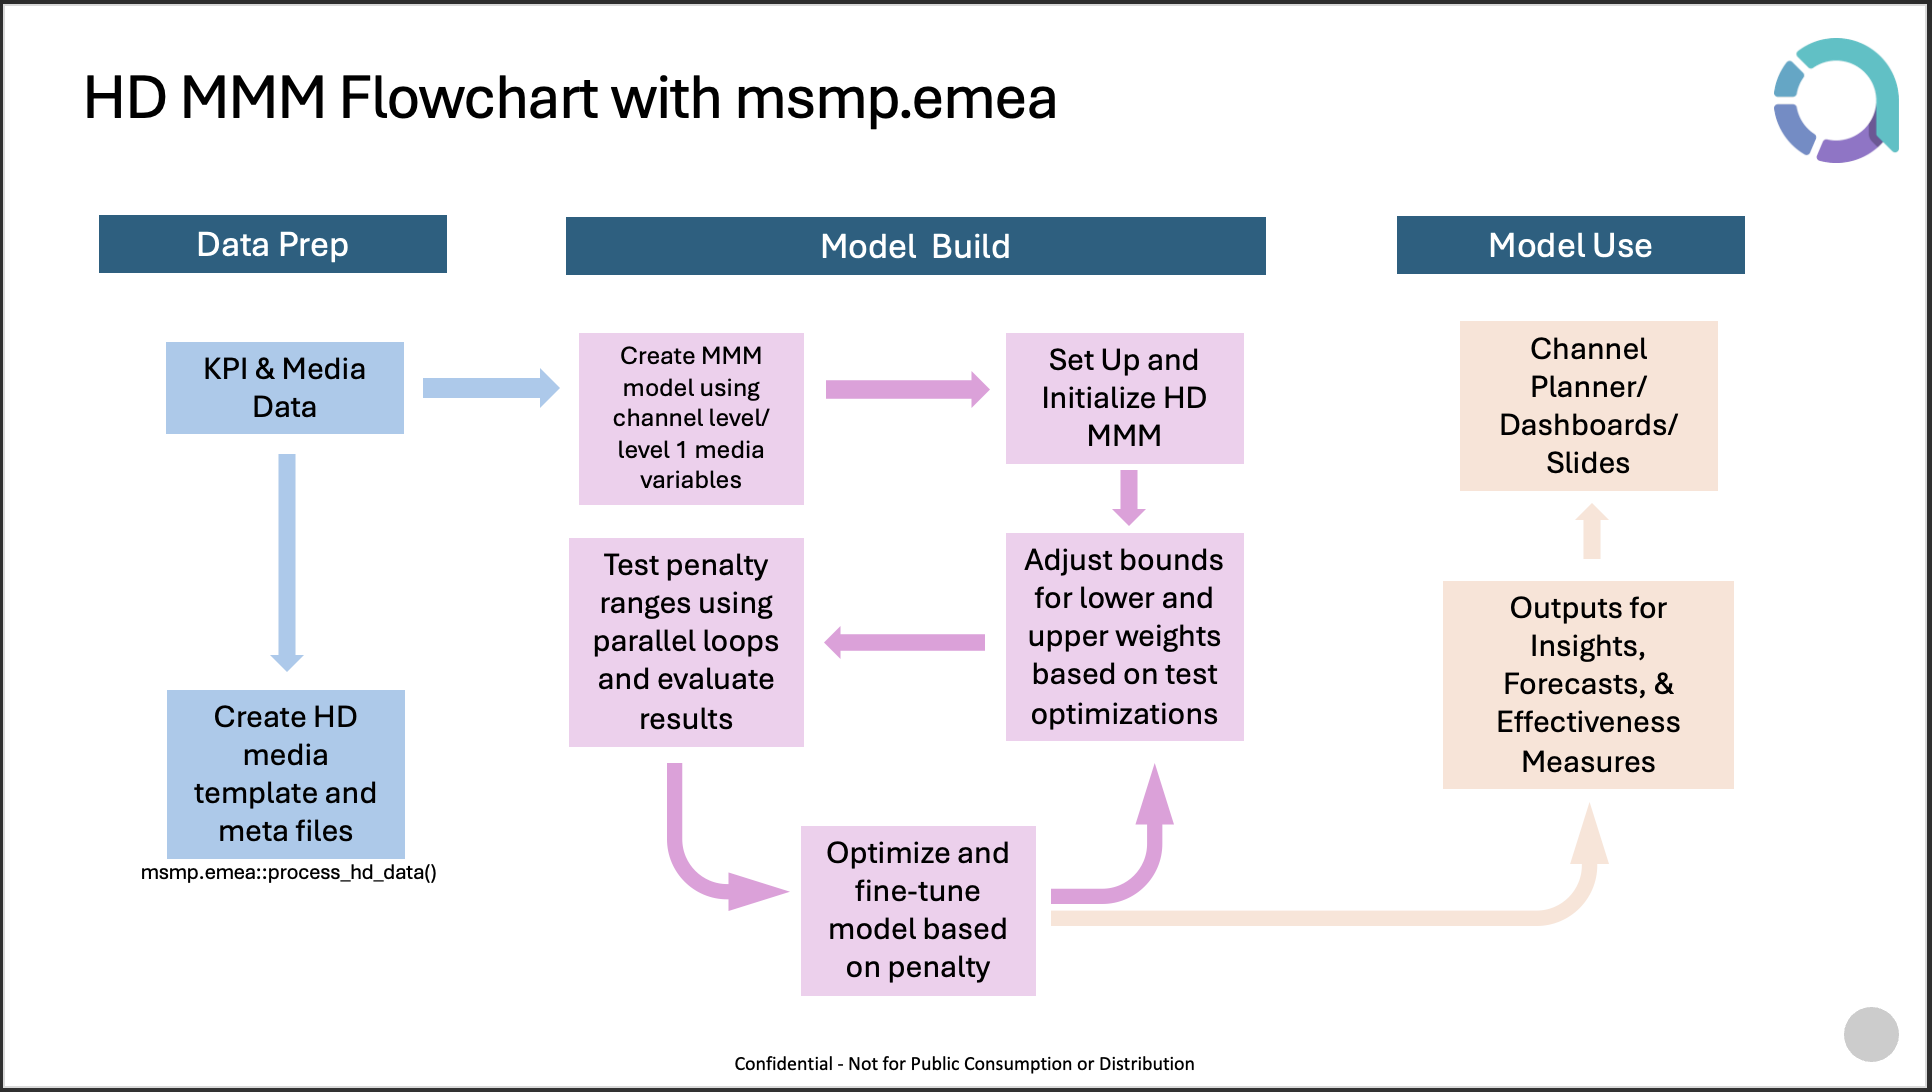 HD MMM Flowchart with msmp.emea
Data Prep
Model  Build
Model Use
KPI & Media
Data
Create HD
media
template and
meta files
msmp.emea::process_hd_data()
Create MMM
model using
channel level/
level 1 media
variables
Set Up and
Initialize HD
MMM
Adjust bounds
for lower and
upper weights
based on test
optimizations
Test penalty
ranges using
parallel loops
and evaluate
results
Optimize and
fine-tune
model based
on penalty
Channel
Planner/
Dashboards/
Slides
Outputs for
Insights,
Forecasts, &
Effectiveness
Measures
Confidential - Not for Public Consumption or Distribution